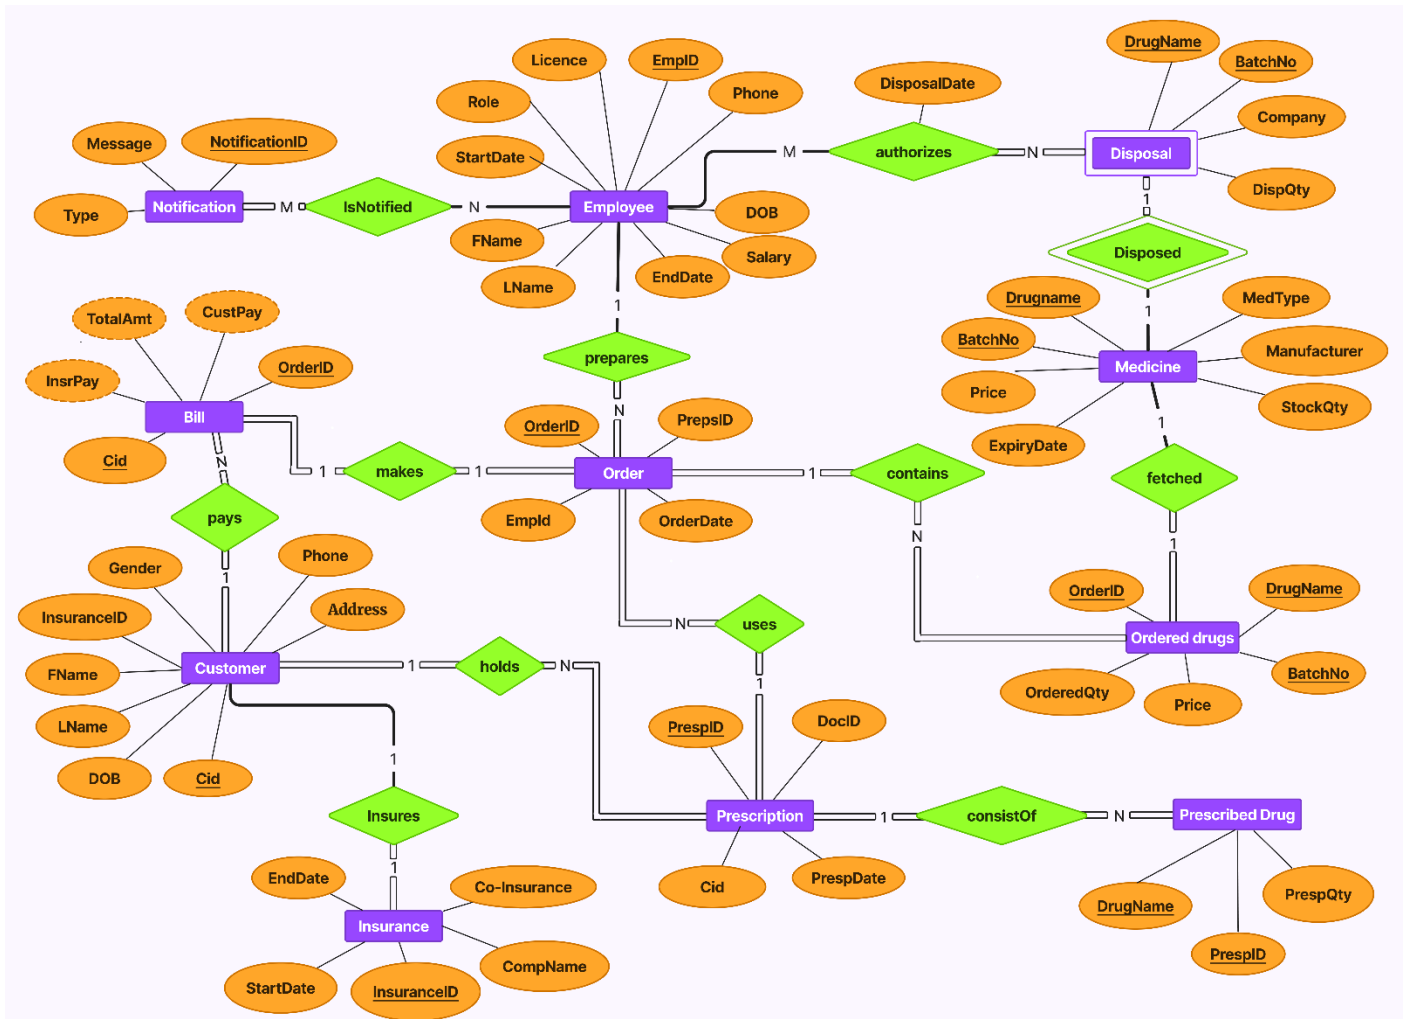 DrugName
Licence
EmpID
BatchNo
DisposalDate
Phone
Role
Company
Message
NotificationID
StartDate
M
authorizes
N
Disposal
DispQty
Type
Notification
M
IsNotified
N
Employee
DOB
1
FName
Salary
Disposed
LName
EndDate
Drugname
MedType
1
1
TotalAmt
CustPay
BatchNo
Manufacturer
prepares
Medicine
InsrPay
OrderID
Price
StockQty
N
Bill
OrderID
PrepsID
1
ExpiryDate
Cid
N
1
makes
1
Order
1
contains
fetched
pays
EmpId
OrderDate
N
1
Gender
Phone
1
OrderID
DrugName
InsuranceID
Address
N
uses
Ordered drugs
Customer
1
holds
N
FName
BatchNo
1
OrderedQty
Price
LName
PrespID
DocID
DOB
Cid
1
Insures
Prescription
1
consistOf
N
Prescribed Drug
1
EndDate
Co-Insurance
Cid
PrespDate
PrespQty
DrugName
Insurance
PrespID
CompName
StartDate
InsuranceID